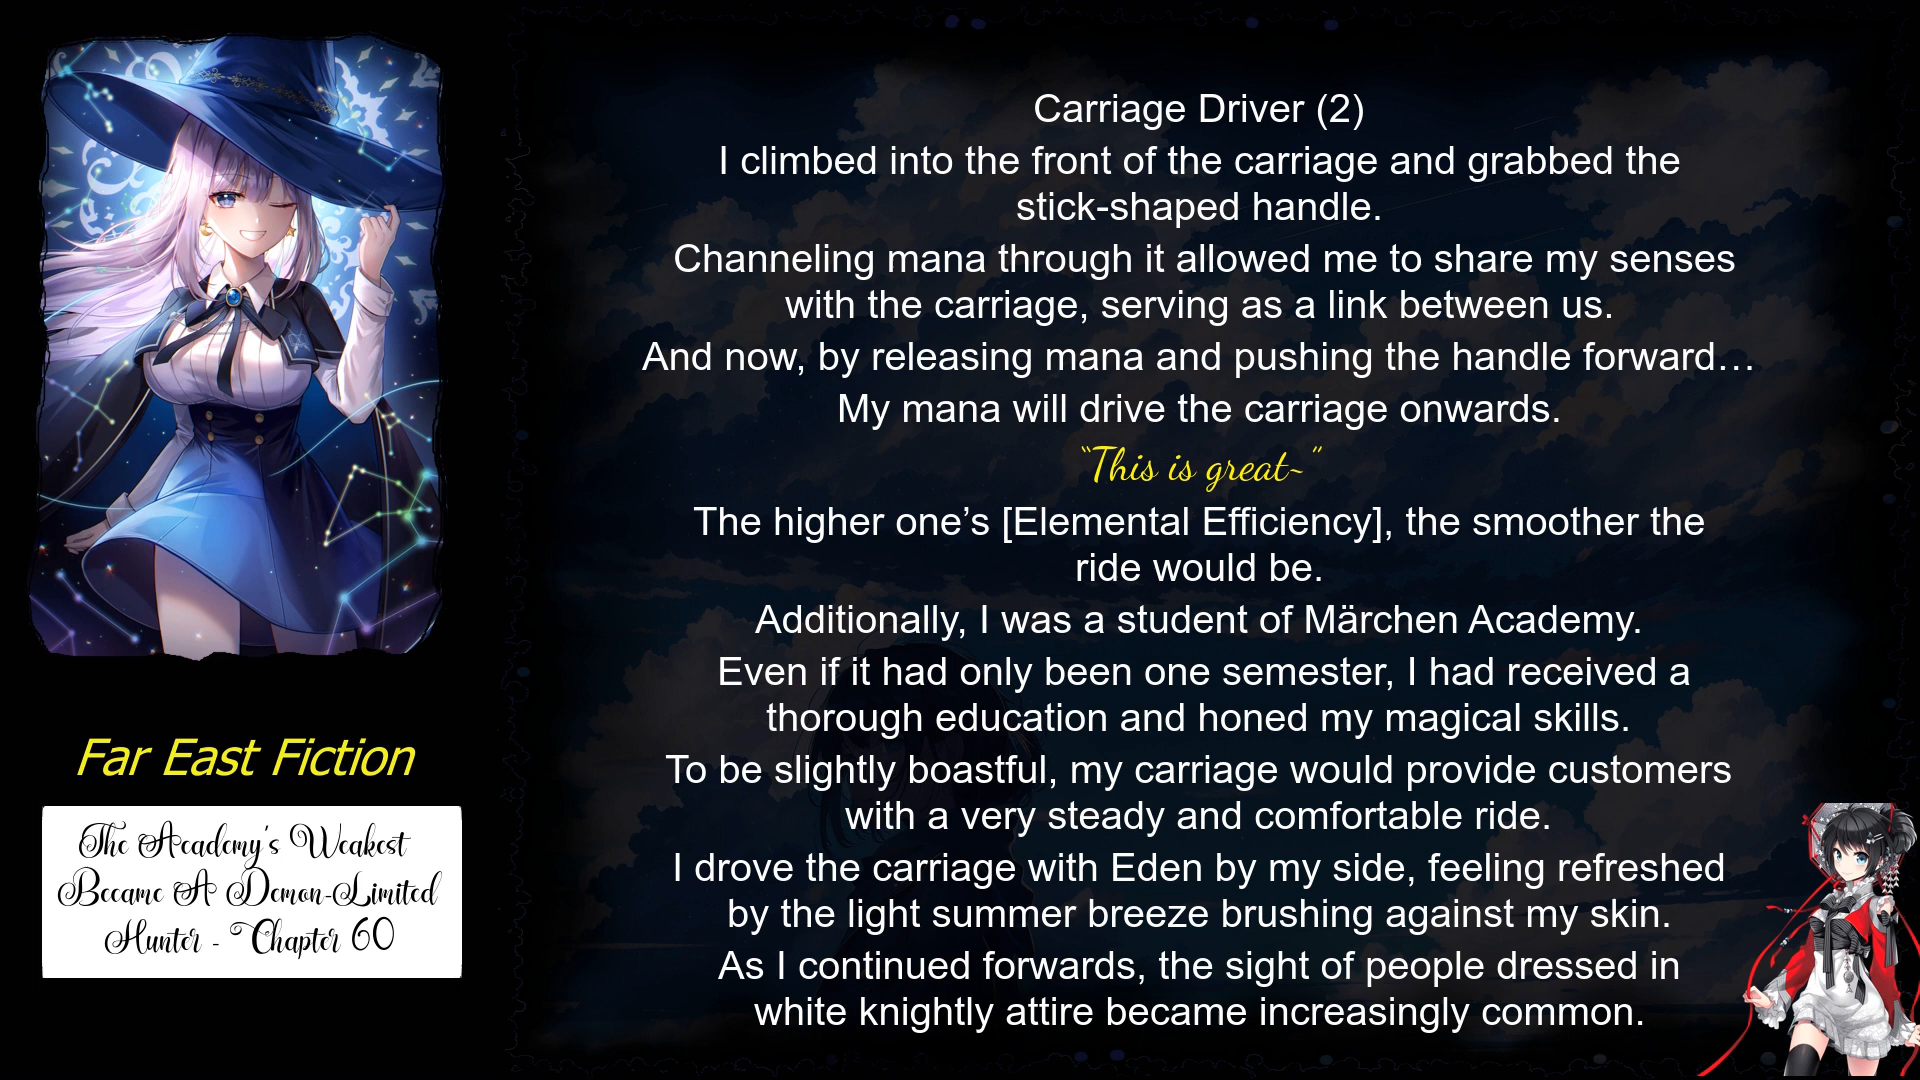 Carriage Driver (2)
I climbed into the front of the carriage and grabbed the
stick-shaped handle.
Channeling mana through it allowed me to share my senses
with the carriage, serving as a link between us.
And now, by releasing mana and pushing the handle forward…
My mana will drive the carriage onwards.
“This is great~”
The higher one’s [Elemental Efficiency], the smoother the
ride would be.
Additionally, I was a student of Märchen Academy.
Even if it had only been one semester, I had received a
thorough education and honed my magical skills.
To be slightly boastful, my carriage would provide customers
with a very steady and comfortable ride.
I drove the carriage with Eden by my side, feeling refreshed
by the light summer breeze brushing against my skin.
As I continued forwards, the sight of people dressed in
white knightly attire became increasingly common.
Far East Fiction
The Academy's Weakest
Became A Demon-Limited
Hunter - Chapter 60